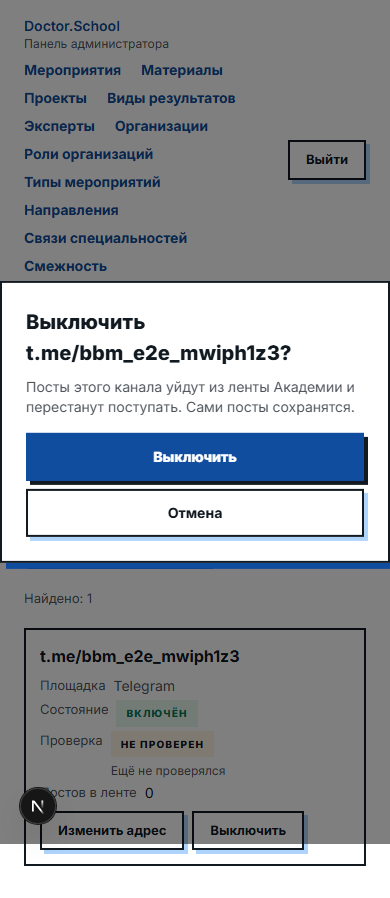 Doctor.School
Панель администратора
Мероприятия Материалы
Проекты Виды результатов
Эксперты Организации
Роли организаций
Выйти
Типы мероприятий
Направления
Связи специальностей
Смежность
Выключить
t.me/bbm_e2e_mwiph1z3?
Посты этого канала уйдут из ленты Академии и
перестанут поступать. Сами посты сохранятся.
Выключить
Отмена
Найдено: 1
t.me/bbm_e2e_mwiph1z3
Площадка Telegram
Состояние ВКЛЮЧЁН
Проверка НЕ ПРОВЕРЕН
Ещё не проверялся
остов в ленте 0
N
Изменить адрес Выключить